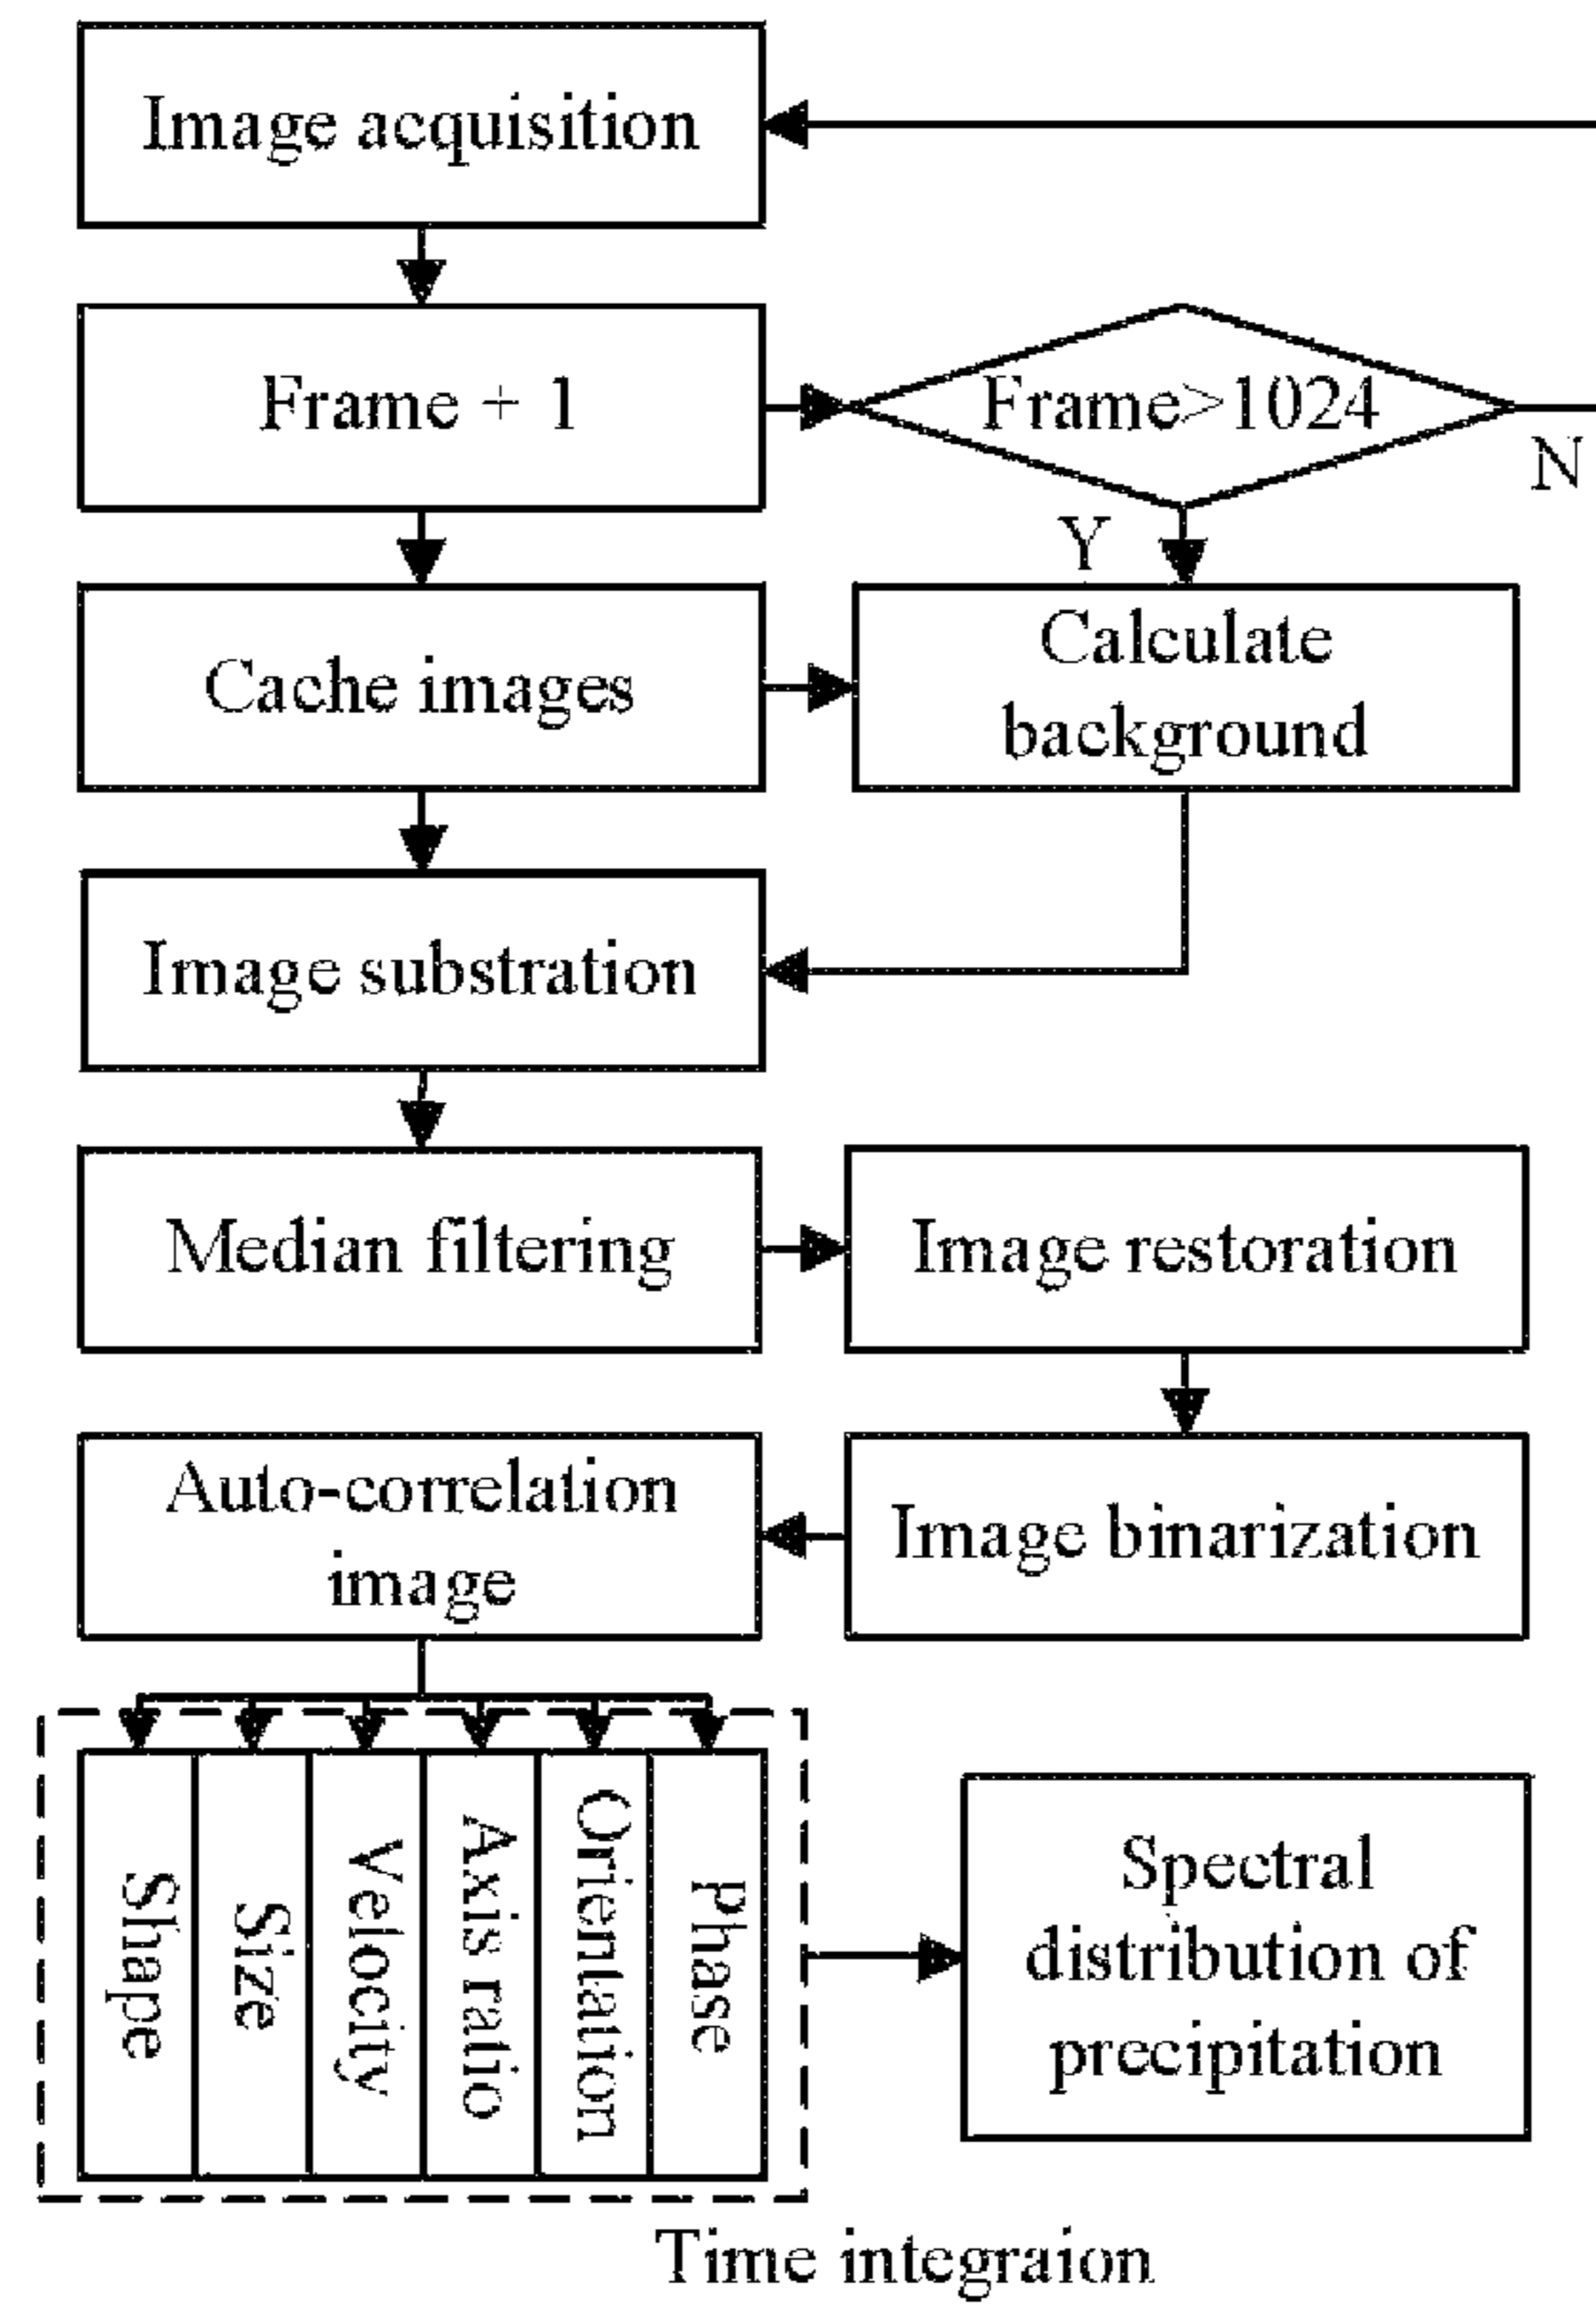 Image acquisition
Frame + 1
Frame>1024
N
Y
Cache images
Calculate
background
Image substration
Median filtering
Image restoration
Auto-correlation
image
Image binarization
Shape
Size
Velocity
Axis ratio
Orientation
Phase
Spectral
distribution of
precipitation
Time integraion